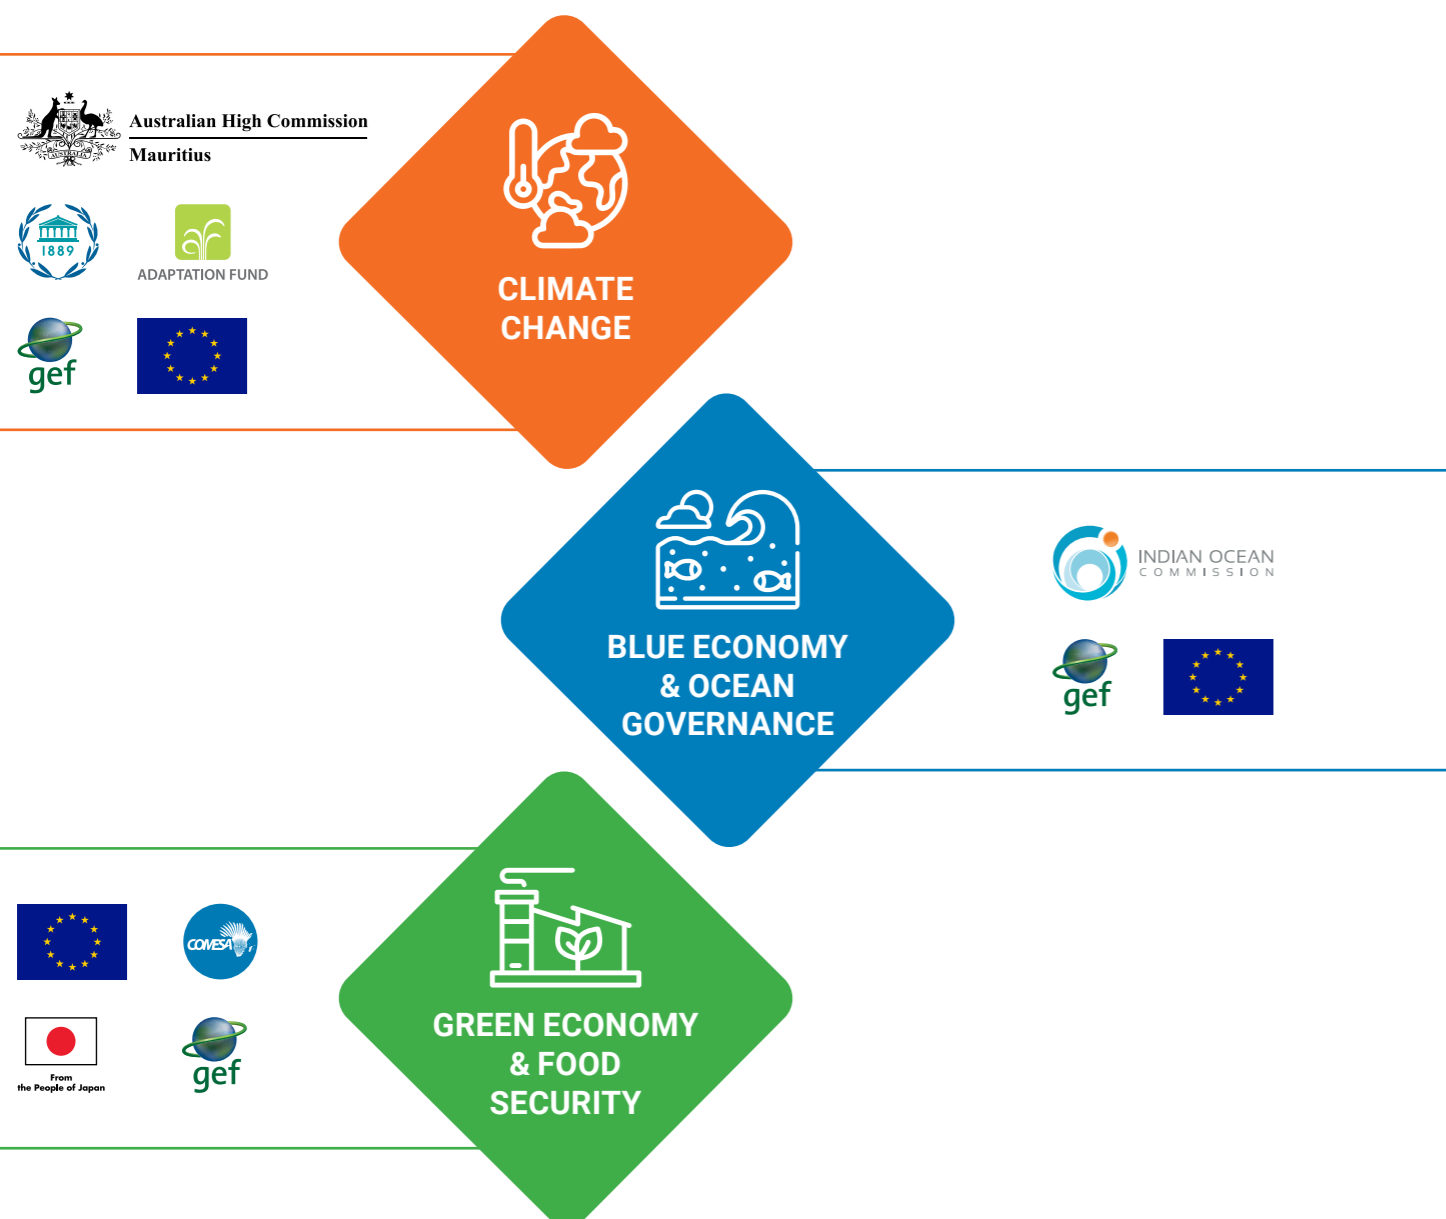 Australian High Commission
Mauritius
AUSTRALIA
1889
ADAPTATION FUND
gef
CLIMATE
CHANGE
BLUE ECONOMY
& OCEAN
GOVERNANCE
INDIAN OCEAN
COMMISSION
gef
COMESA
From
the People of Japan
gef
GREEN ECONOMY
& FOOD
SECURITY